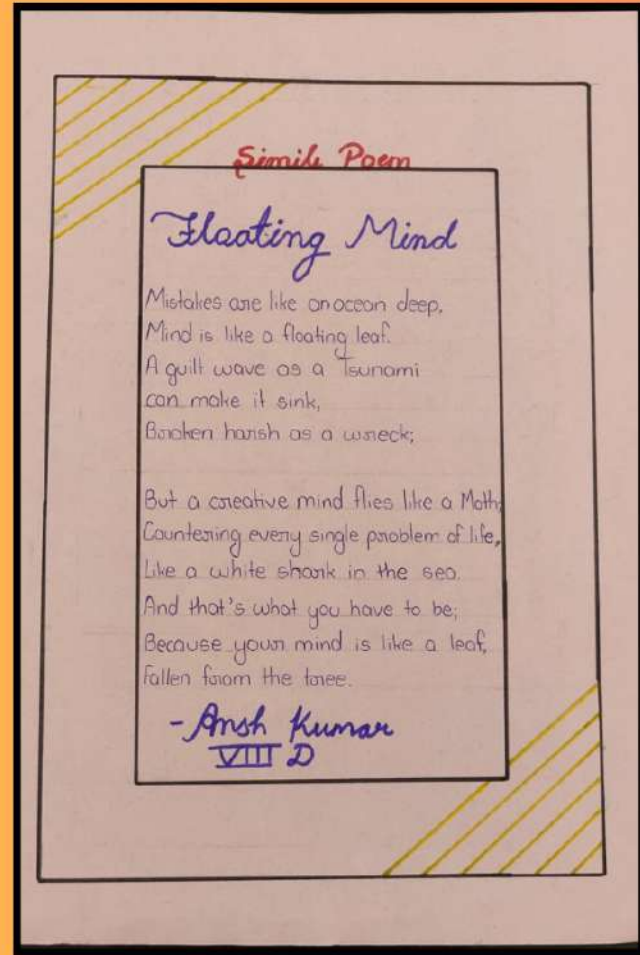 Simile Poem
Floating Mind
Mistakes are like an ocean deep,
Mind is like a floating leaf.
A guilt wave as a Tsunami
can make it sink,
Broken harsh as a wreck;
But a creative mind flies like a Moth;
Countering every single problem of life,
Like a white shark in the sea.
And that's what you have to be;
Because your mind is like a leaf,
Fallen from the tree.
- Ansh Kumar
VIII D